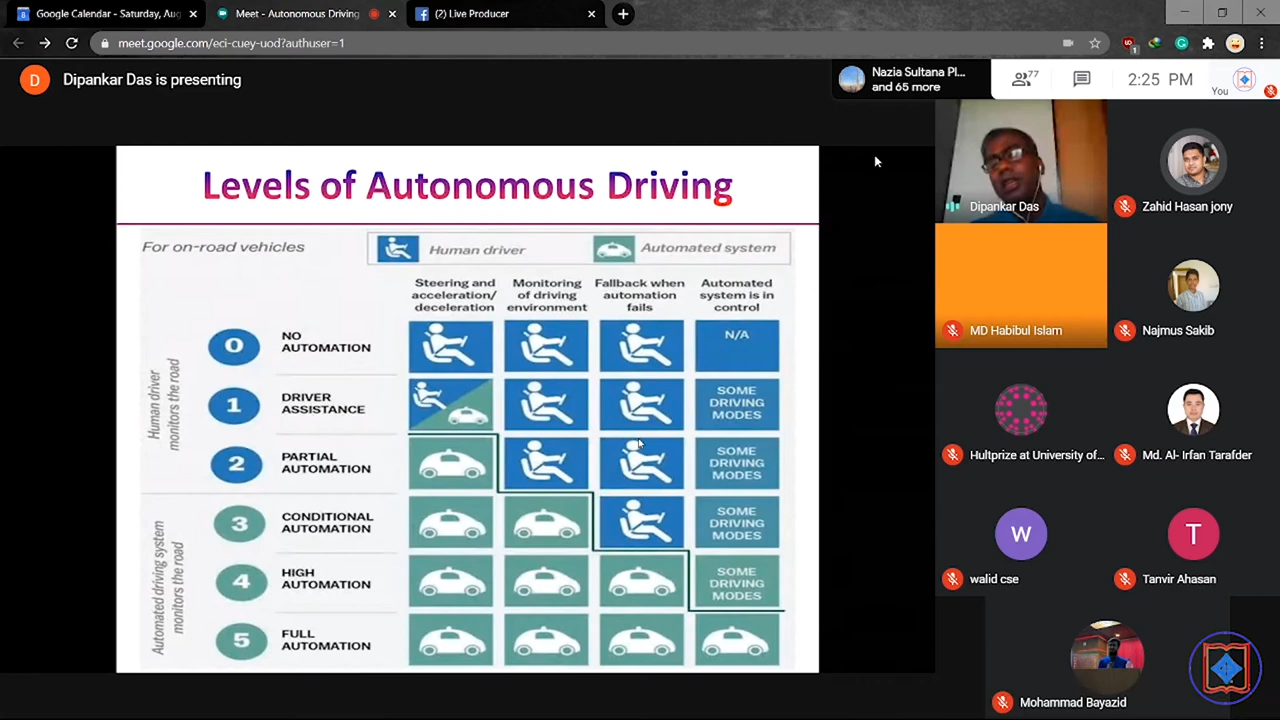 Google Calendar - Saturday, Aug
Meet - Autonomous Driving
(2) Live Producer
meet.google.com/eci-cuey-uod?authuser=1
1
D
Dipankar Das is presenting
Nazia Sultana Pl...
and 65 more
77
2:25 PM
You
Levels of Autonomous Driving
For on-road vehicles
Human driver
Automated system
Steering and
acceleration/
deceleration
Monitoring
of driving
environment
Fallback when
automation
fails
Automated
system is in
control
Human driver
monitors the road
0
NO
AUTOMATION
N/A
1
DRIVER
ASSISTANCE
SOME
DRIVING
MODES
2
PARTIAL
AUTOMATION
SOME
DRIVING
MODES
Automated driving system
monitors the road
3
CONDITIONAL
AUTOMATION
SOME
DRIVING
MODES
4
HIGH
AUTOMATION
SOME
DRIVING
MODES
5
FULL
AUTOMATION
Dipankar Das
Zahid Hasan jony
MD Habibul Islam
Najmus Sakib
Hultprize at University of...
Md. Al- Irfan Tarafder
W
walid cse
T
Tanvir Ahasan
Mohammad Bayazid